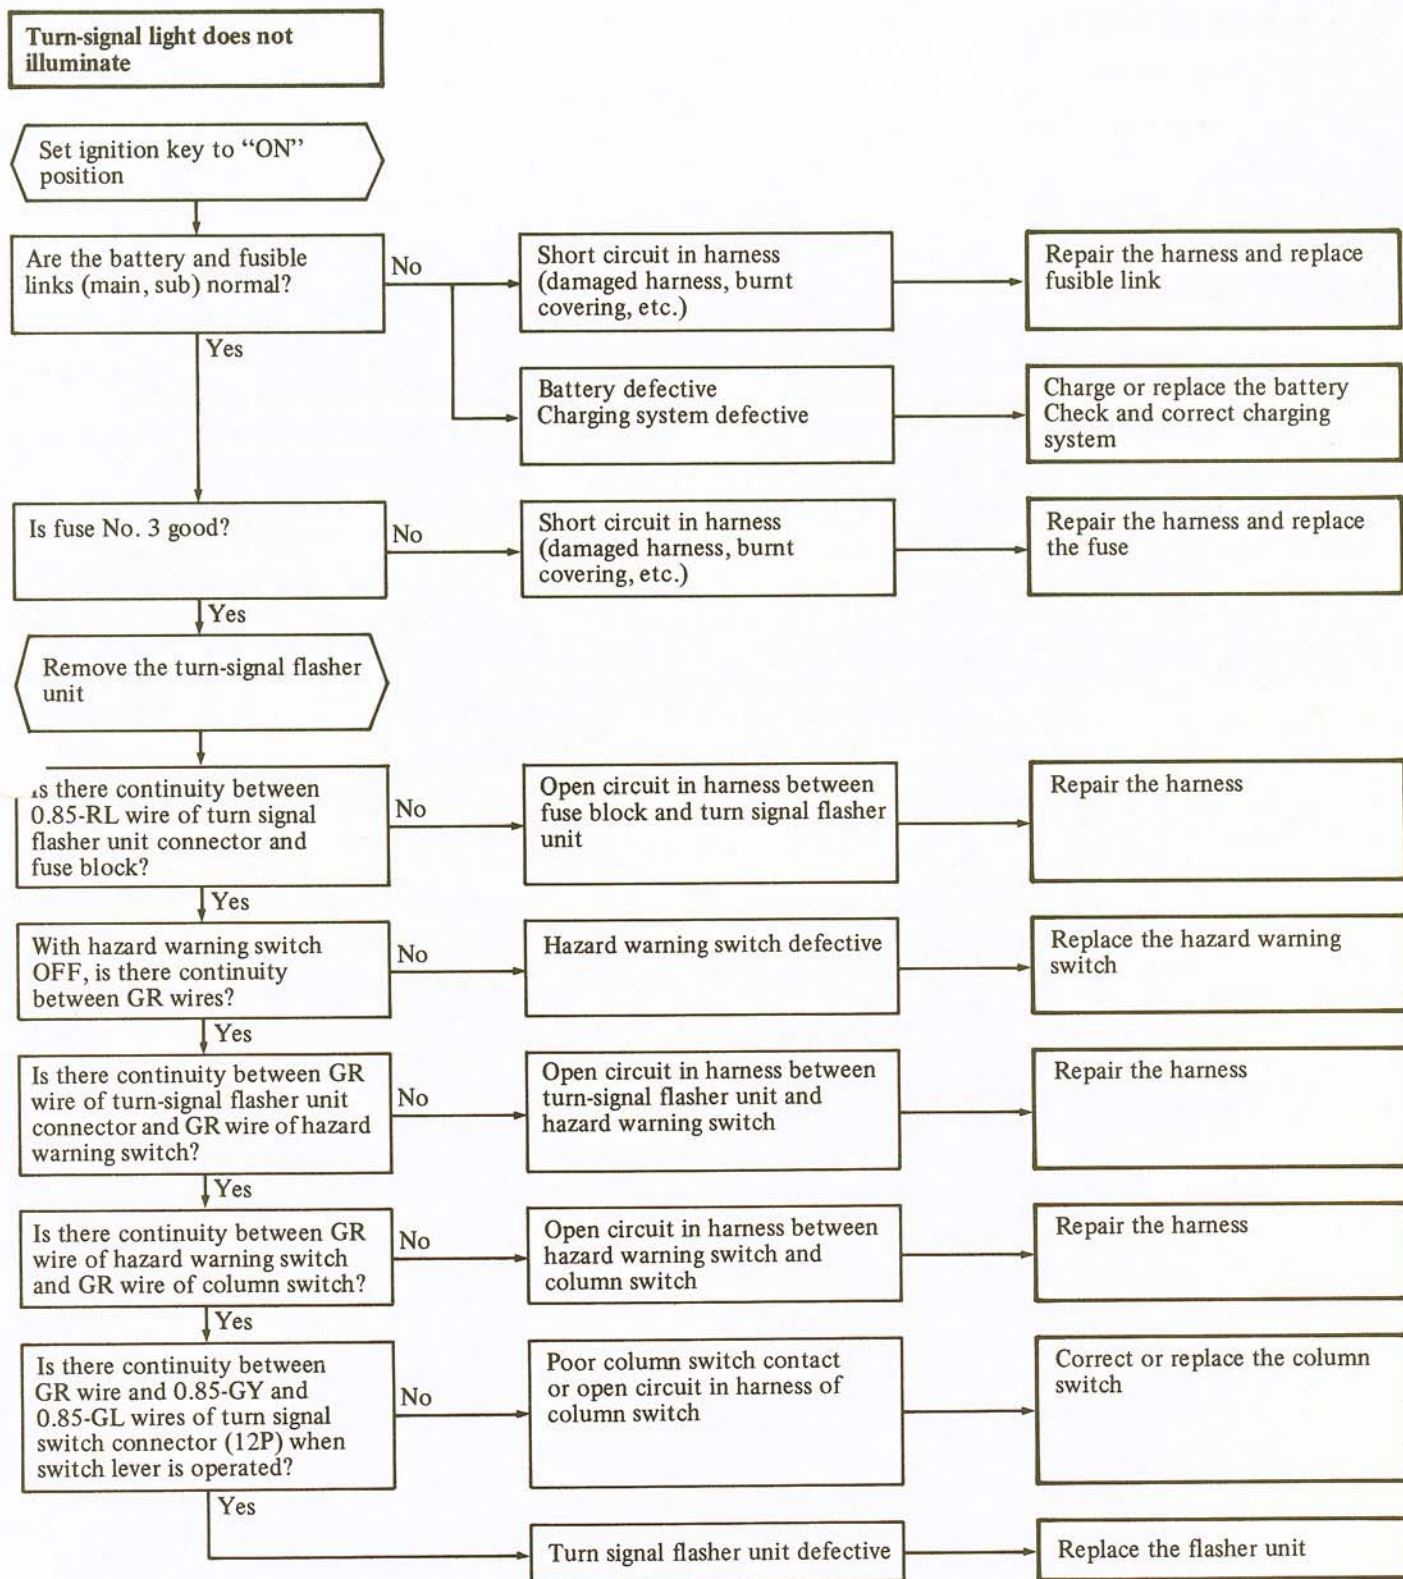 Turn-signal light does not
illuminate
Set ignition key to “ON”
position
Are the battery and fusible
links (main, sub) normal?
No
Short circuit in harness
(damaged harness, burnt
covering, etc.)
Repair the harness and replace
fusible link
Yes
Battery defective
Charging system defective
Charge or replace the battery
Check and correct charging
system
Is fuse No. 3 good?
No
Short circuit in harness
(damaged harness, burnt
covering, etc.)
Repair the harness and replace
the fuse
Yes
Remove the turn-signal flasher
unit
Is there continuity between
0.85-RL wire of turn signal
flasher unit connector and
fuse block?
No
Open circuit in harness between
fuse block and turn signal flasher
unit
Repair the harness
Yes
With hazard warning switch
OFF, is there continuity
between GR wires?
No
Hazard warning switch defective
Replace the hazard warning
switch
Yes
Is there continuity between GR
wire of turn-signal flasher unit
connector and GR wire of hazard
warning switch?
No
Open circuit in harness between
turn-signal flasher unit and
hazard warning switch
Repair the harness
Yes
Is there continuity between GR
wire of hazard warning switch
and GR wire of column switch?
No
Open circuit in harness between
hazard warning switch and
column switch
Repair the harness
Yes
Is there continuity between
GR wire and 0.85-GY and
0.85-GL wires of turn signal
switch connector (12P) when
switch lever is operated?
No
Poor column switch contact
or open circuit in harness of
column switch
Correct or replace the column
switch
Yes
Turn signal flasher unit defective
Replace the flasher unit